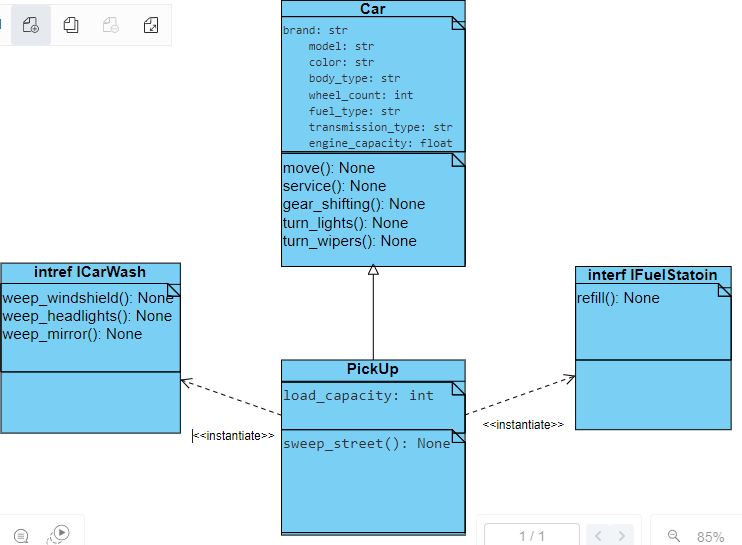 Car
brand: str
model: str
color: str
body_type: str
wheel_count: int
fuel_type: str
transmission_type: str
engine_capacity: float
move(): None
service(): None
gear_shifting(): None
turn_lights(): None
turn_wipers(): None
intref ICarWash
weep_windshield(): None
weep_headlights(): None
weep_mirror(): None
interf IFuelStatoin
refill(): None
PickUp
load_capacity: int
sweep_street(): None
<<instantiate>>
<<instantiate>>
1 / 1
85%